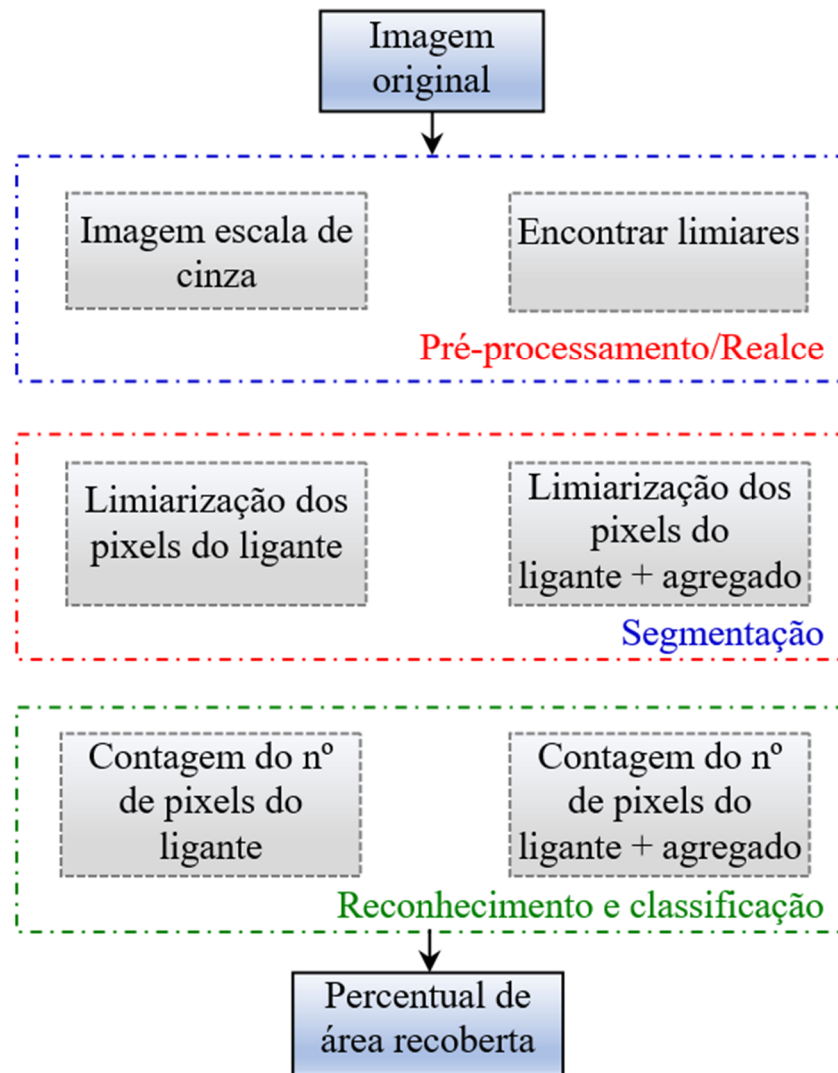 Imagem
original
Imagem escala de
cinza
Encontrar limiares
Pré-processamento/Realce
Limiarização dos
pixels do ligante
Limiarização dos
pixels do
ligante + agregado
Segmentação
Contagem do nº
de pixels do
ligante
Contagem do nº
de pixels do
ligante + agregado
Reconhecimento e classificação
Percentual de
área recoberta